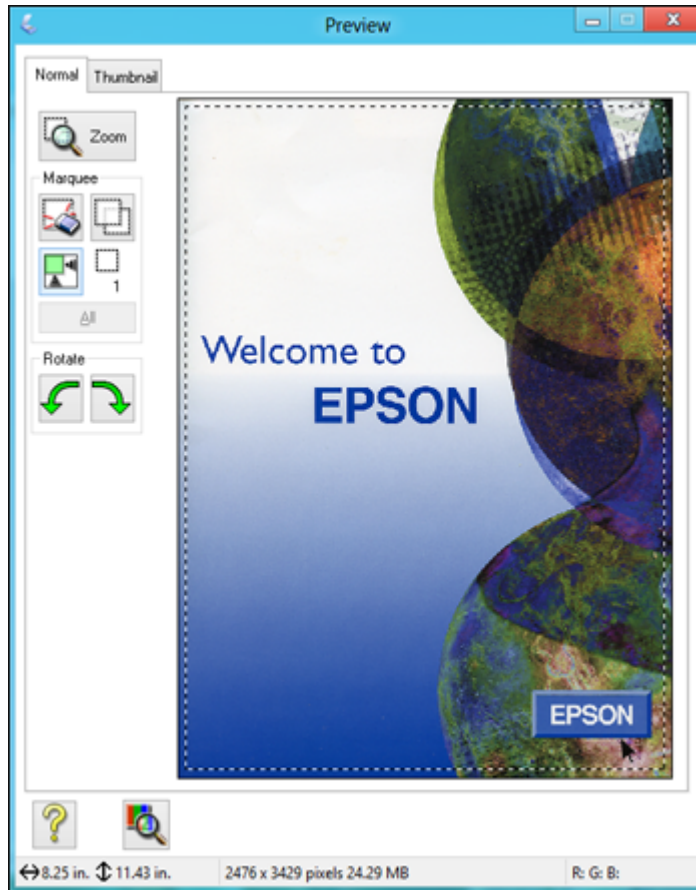 Preview
Normal Thumbnail
Zoom
Marquee
1
All
Rotate
Welcome to
EPSON
EPSON
8.25 in. 11.43 in. 2476 x 3429 pixels 24.29 MB R: G: B: